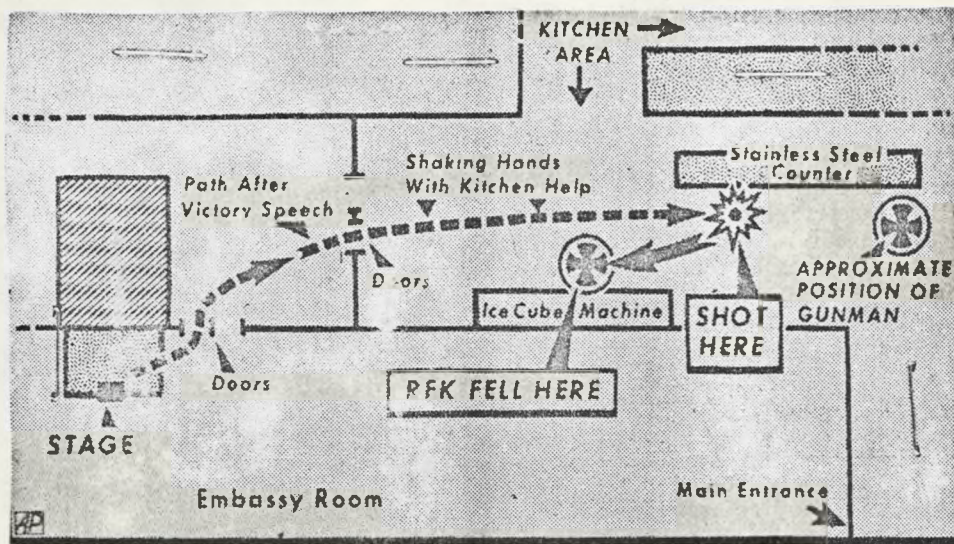 KITCHEN
AREA
Stainless Steel
Counter
Shaking Hands
With Kitchen Help
Path After
Victory Speech
Doors
APPROXIMATE
POSITION OF
GUNMAN
Ice Cube Machine
SHOT
HERE
Doors
RFK FELL HERE
STAGE
Embassy Room
Main Entrance
AP